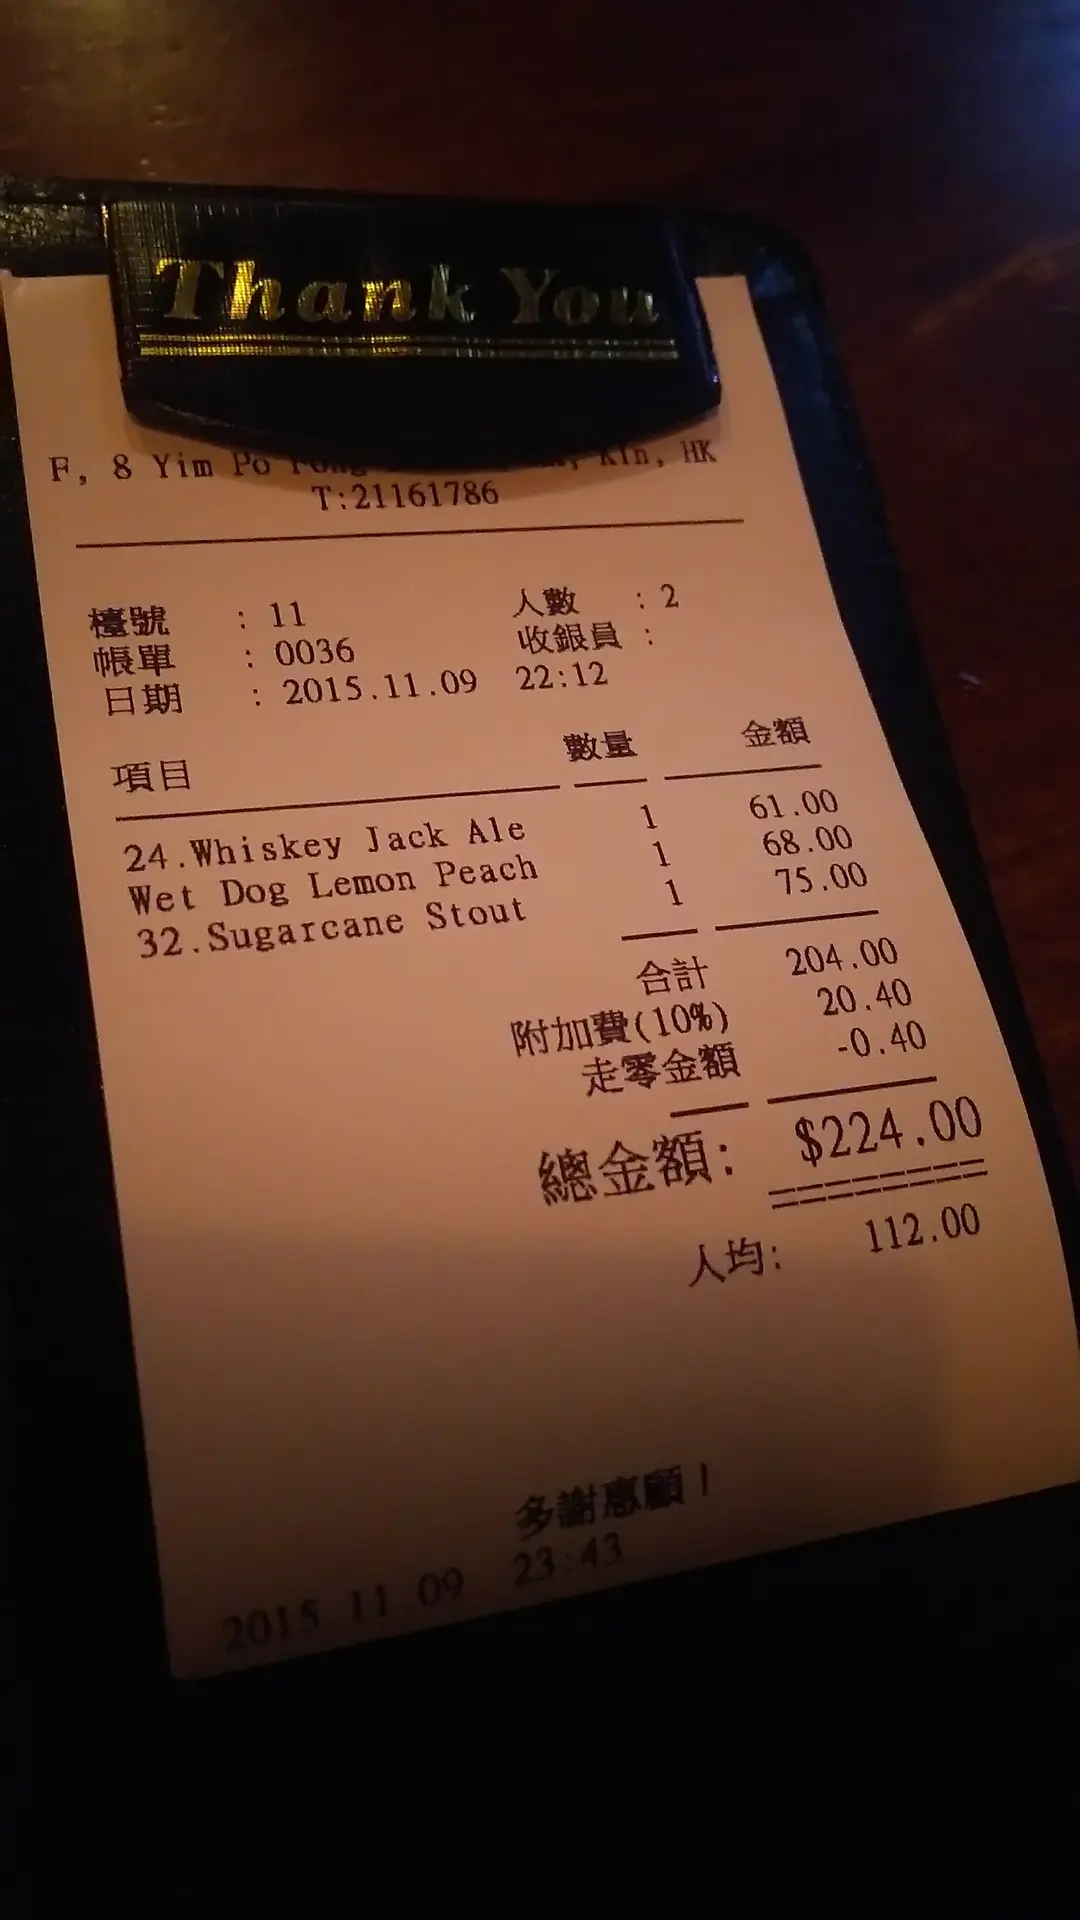 Thank You
F, 8 Yim Po Fong KIn, HK
T:21161786
檯號 : 11 人數 : 2
帳單 : 0036 收銀員 :
日期 : 2015.11.09 22:12
項目 數量 金額
24.Whiskey Jack Ale 1 61.00
Wet Dog Lemon Peach 1 68.00
32.Sugarcane Stout 1 75.00
合計 204.00
附加費(10%) 20.40
走零金額 -0.40
總金額: $224.00
人均: 112.00
多謝惠顧!
2015.11.09 23:43